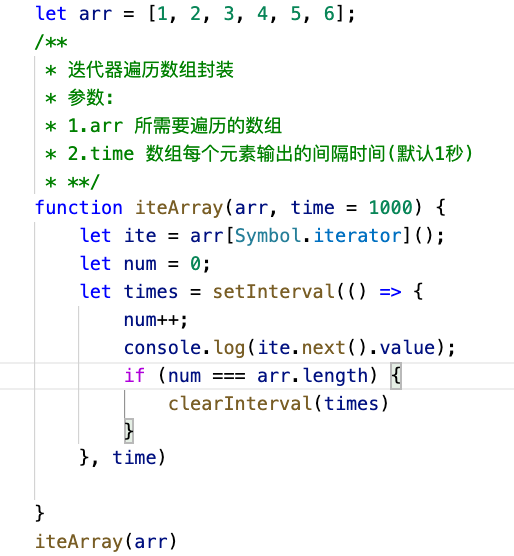 let arr = [1, 2, 3, 4, 5, 6];
/**
 * 迭代器遍历数组封装
 * 参数:
 * 1.arr 所需要遍历的数组
 * 2.time 数组每个元素输出的间隔时间(默认1秒)
 * **/
function iteArray(arr, time = 1000) {
    let ite = arr[Symbol.iterator]();
    let num = 0;
    let times = setInterval(() => {
        num++;
        console.log(ite.next().value);
        if (num === arr.length) {
            clearInterval(times)
        }
    }, time)

}
iteArray(arr)